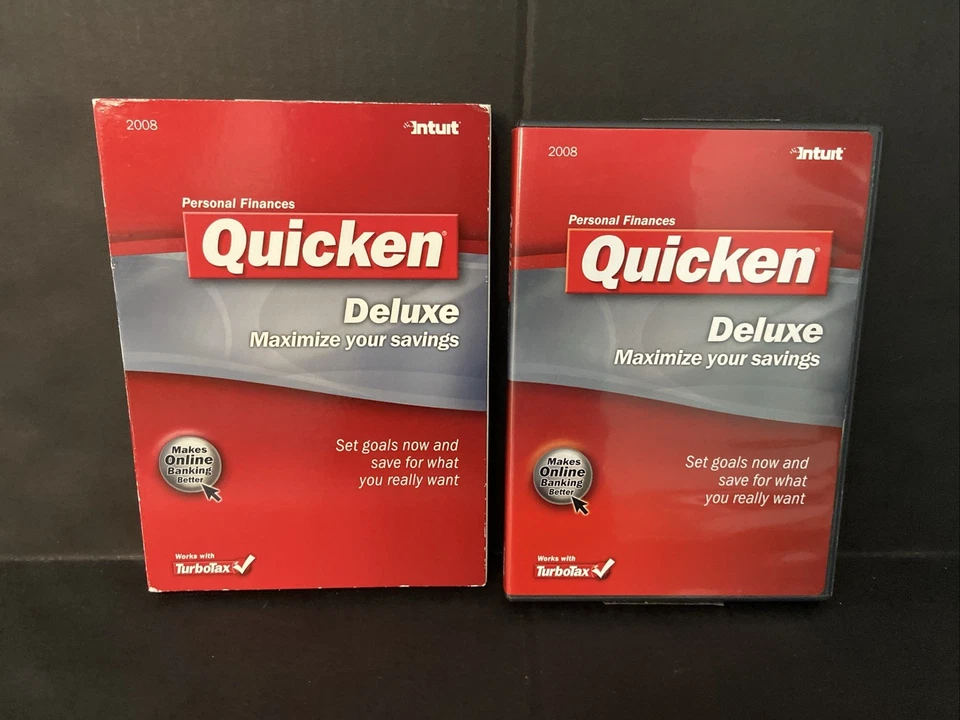 2008
Intuit
Personal Finances
Quicken®
Deluxe
Maximize your savings
Makes
Online
Banking
Better
Set goals now and
save for what
you really want
Works with
TurboTax
2008
Intuit
Personal Finances
Quicken®
Deluxe
Maximize your savings
Makes
Online
Banking
Better
Set goals now and
save for what
you really want
Works with
TurboTax